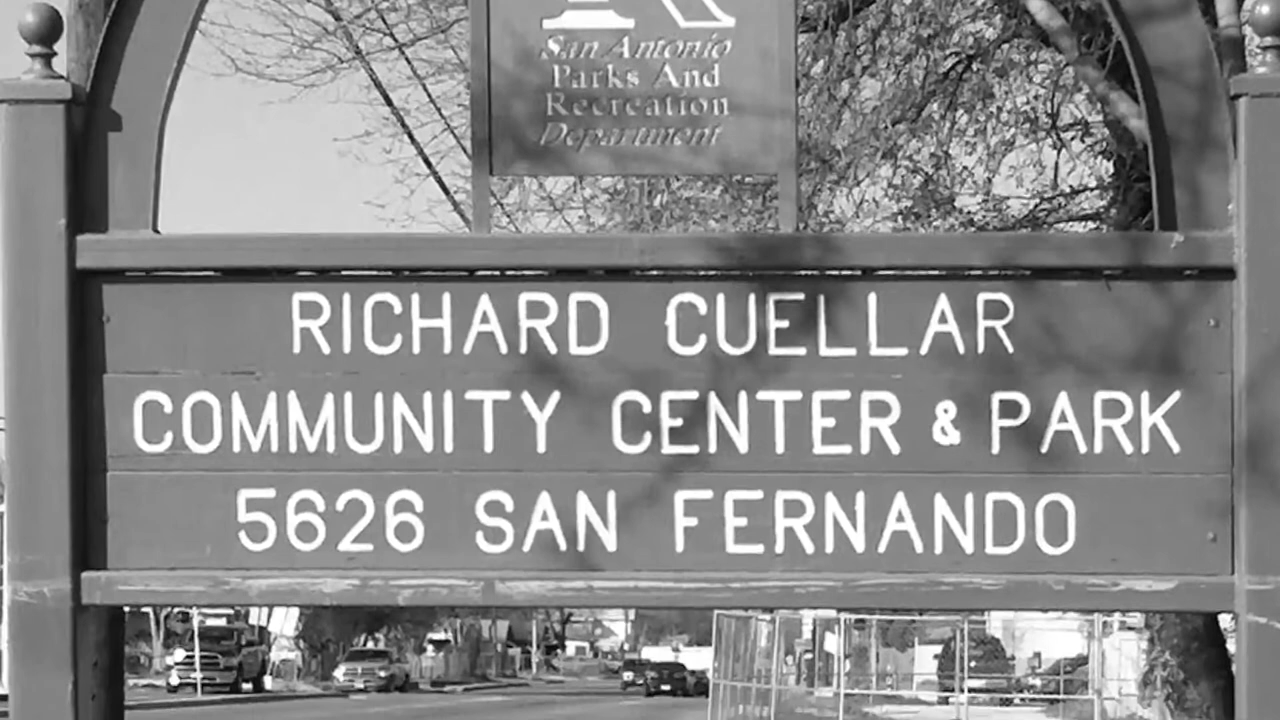 San Antonio
Parks And
Recreation
Department
RICHARD CUELLAR
COMMUNITY CENTER & PARK
5626 SAN FERNANDO